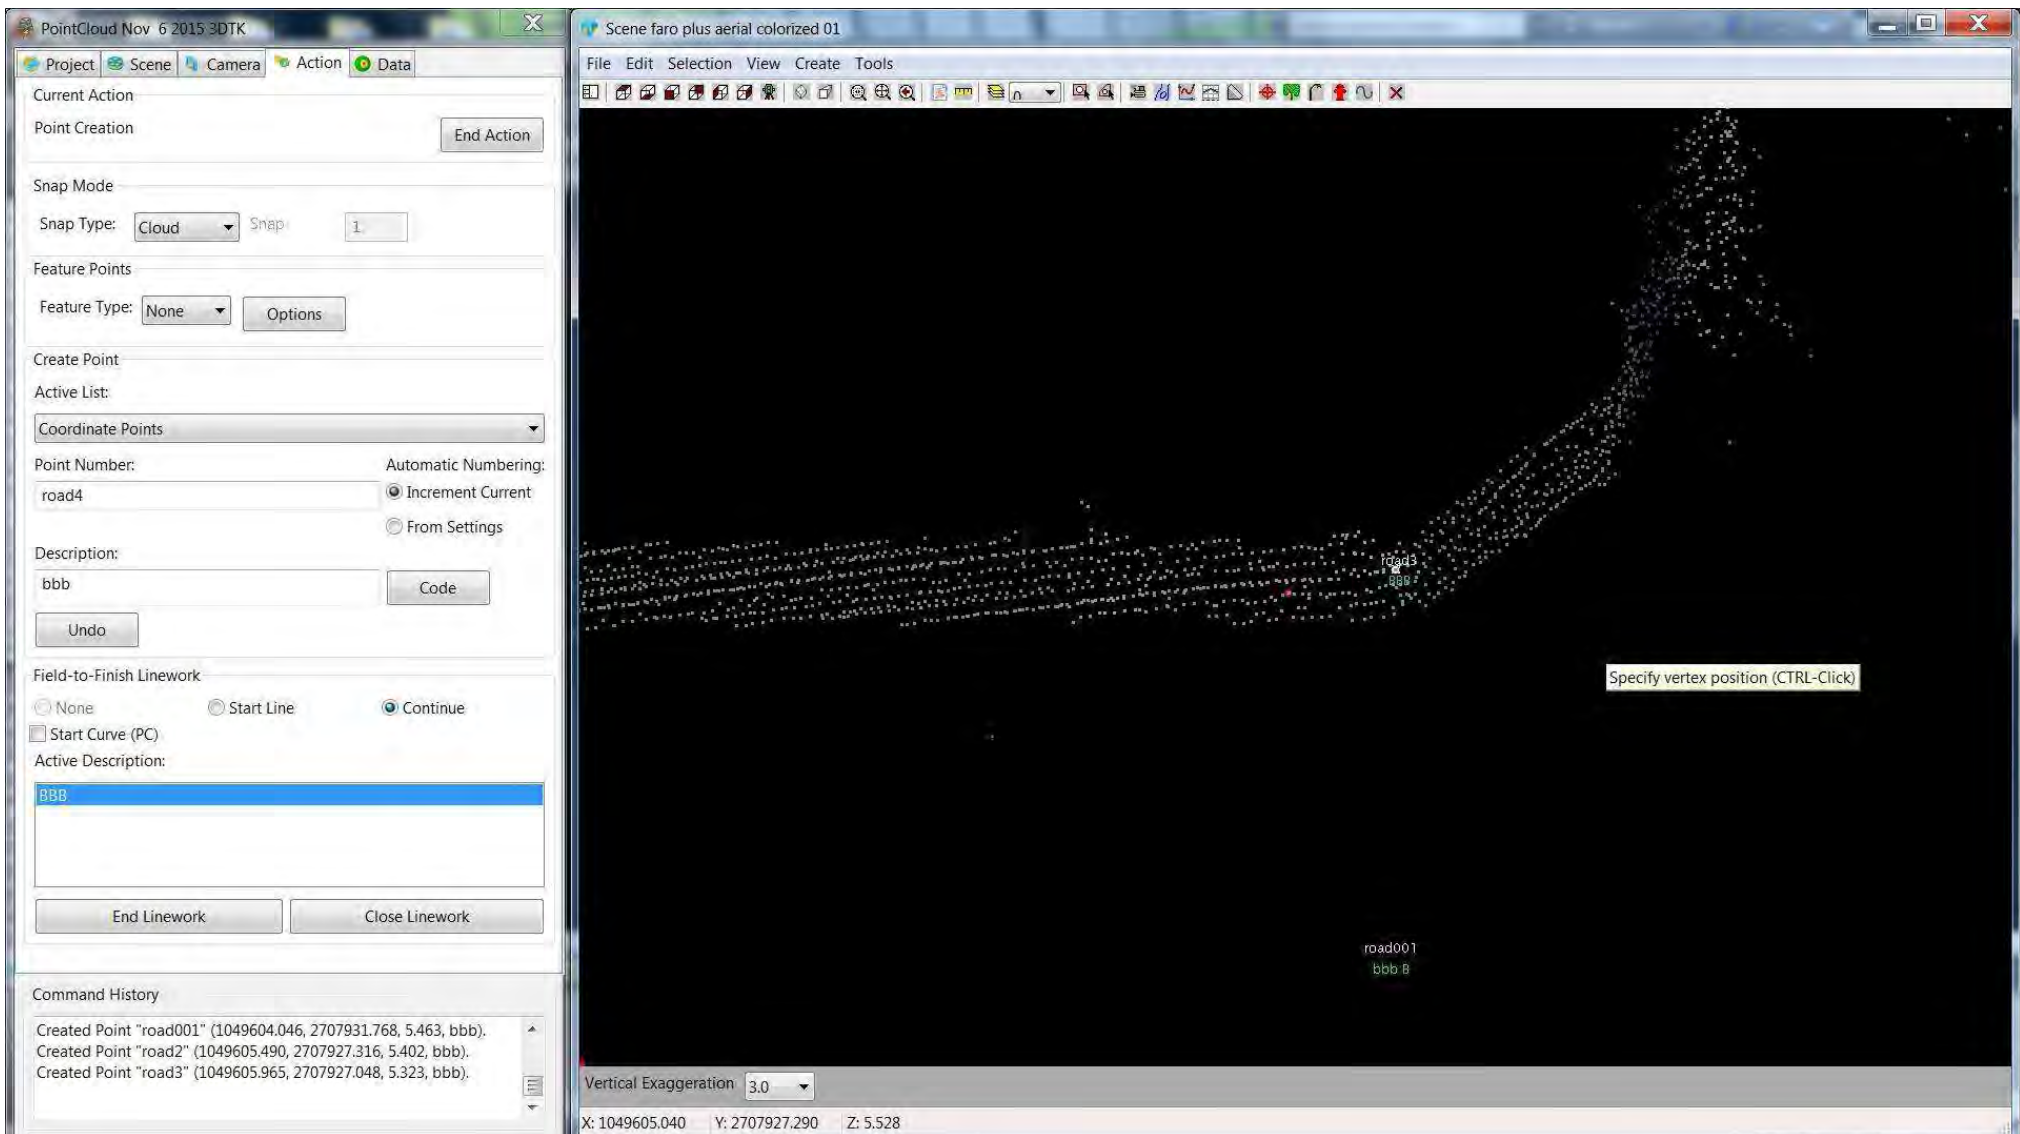 PointCloud Nov 6 2015 3DTK
Project Scene Camera Action Data
Current Action
Point Creation
End Action
Snap Mode
Snap Type: Cloud Snap 1
Feature Points
Feature Type: None Options
Create Point
Active List:
Coordinate Points
Point Number: Automatic Numbering:
road4 Increment Current
From Settings
Description:
bbb Code
Undo
Field-to-Finish Linework
None Start Line Continue
Start Curve (PC)
Active Description:
BBB
End Linework Close Linework
Command History
Created Point "road001" (1049604.046, 2707931.768, 5.463, bbb).
Created Point "road2" (1049605.490, 2707927.316, 5.402, bbb).
Created Point "road3" (1049605.965, 2707927.048, 5.323, bbb).
Scene faro plus aerial colorized 01
File Edit Selection View Create Tools
road3
BBB
Specify vertex position (CTRL-Click)
road001
bbb B
Vertical Exaggeration 3.0
X: 1049605.040 Y: 2707927.290 Z: 5.528